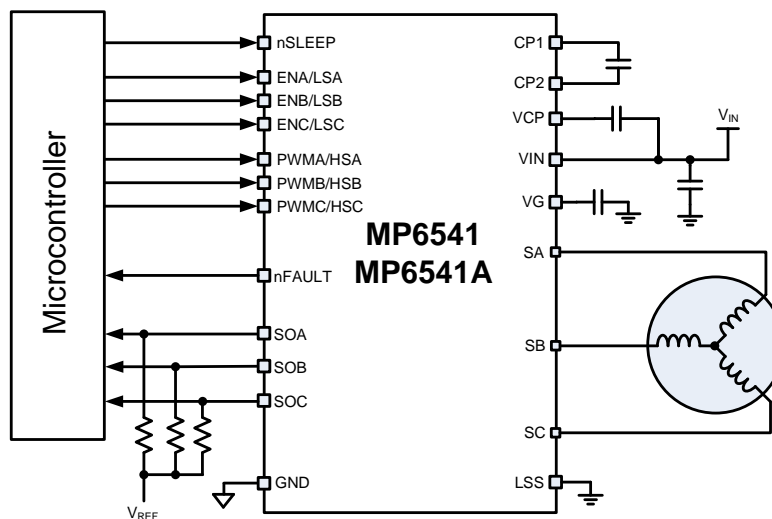 Microcontroller
nSLEEP
ENA/LSA
ENB/LSB
ENC/LSC
PWMA/HSA
PWMB/HSB
PWMC/HSC
nFAULT
SOA
SOB
SOC
GND
VREF
MP6541
MP6541A
CP1
CP2
VCP
VIN
VG
SA
SB
SC
LSS
VIN